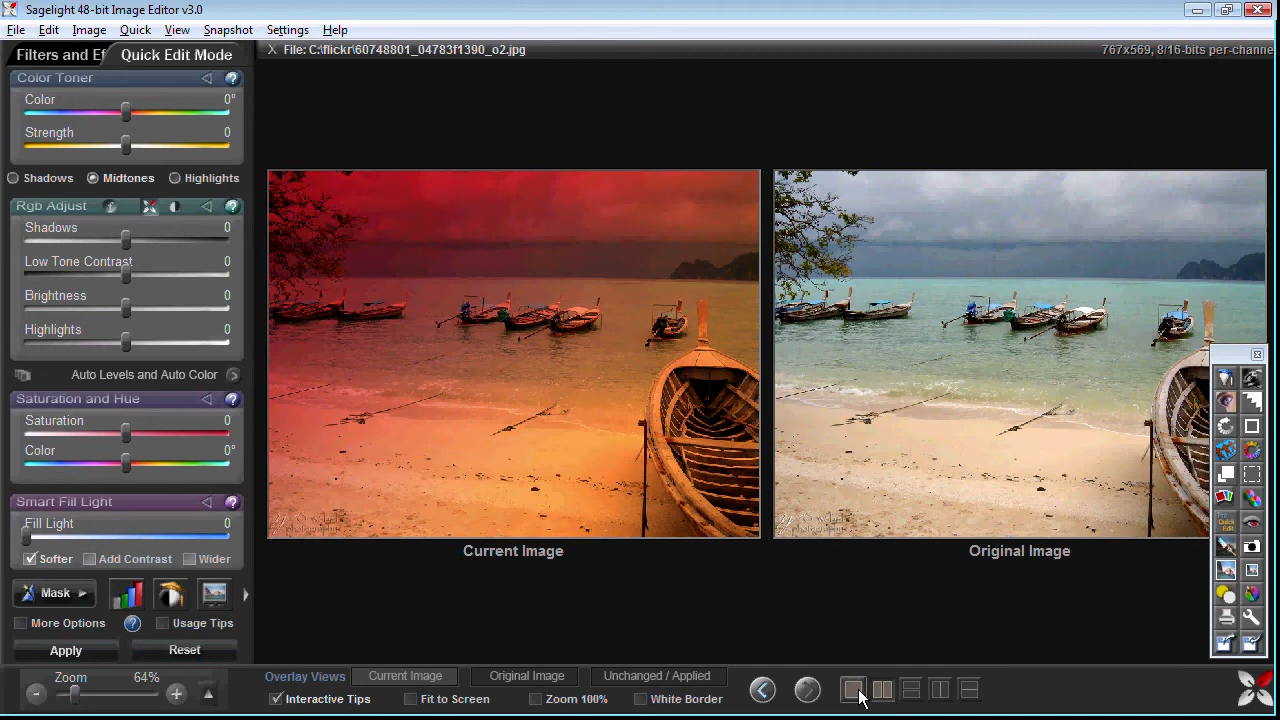 Sagelight 48-bit Image Editor v3.0
File Edit Image Quick View Snapshot Settings Help
Filters and Ef Quick Edit Mode
X File: C:\flickr\60748801_04783f1390_o2.jpg
767x569, 8/16-bits per-channe
Color Toner
Color 0°
Strength 0
Shadows Midtones Highlights
Rgb Adjust
Shadows 0
Low Tone Contrast 0
Brightness 0
Highlights 0
Auto Levels and Auto Color
Saturation and Hue
Saturation 0
Color 0°
Smart Fill Light
Fill Light 0
Softer Add Contrast Wider
Mask
More Options Usage Tips
Apply Reset
Current Image
Original Image
Quick
Edit
Zoom 64%
Overlay Views Current Image Original Image Unchanged / Applied
Interactive Tips Fit to Screen Zoom 100% White Border